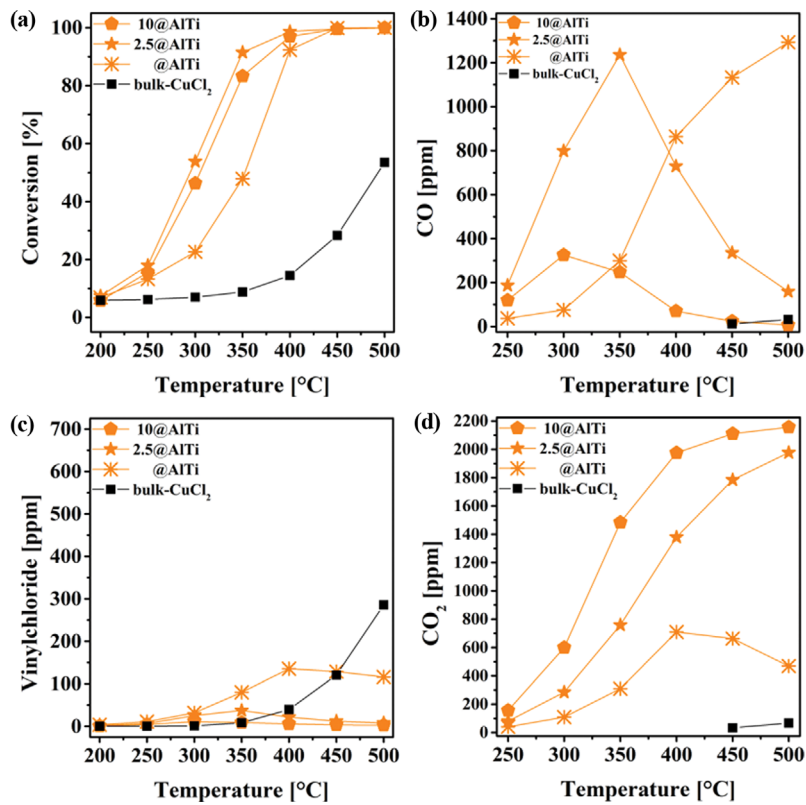 (a)
10@AlTi
2.5@AlTi
@AlTi
bulk-CuCl₂
100
80
60
40
20
0
Conversion [%]
200 250 300 350 400 450 500
Temperature [°C]
(b)
10@AlTi
2.5@AlTi
@AlTi
bulk-CuCl₂
1400
1200
1000
800
600
400
200
0
CO [ppm]
250 300 350 400 450 500
Temperature [°C]
(c)
10@AlTi
2.5@AlTi
@AlTi
bulk-CuCl₂
700
600
500
400
300
200
100
0
Vinylchloride [ppm]
200 250 300 350 400 450 500
Temperature [°C]
(d)
10@AlTi
2.5@AlTi
@AlTi
bulk-CuCl₂
2200
2000
1800
1600
1400
1200
1000
800
600
400
200
0
CO₂ [ppm]
250 300 350 400 450 500
Temperature [°C]